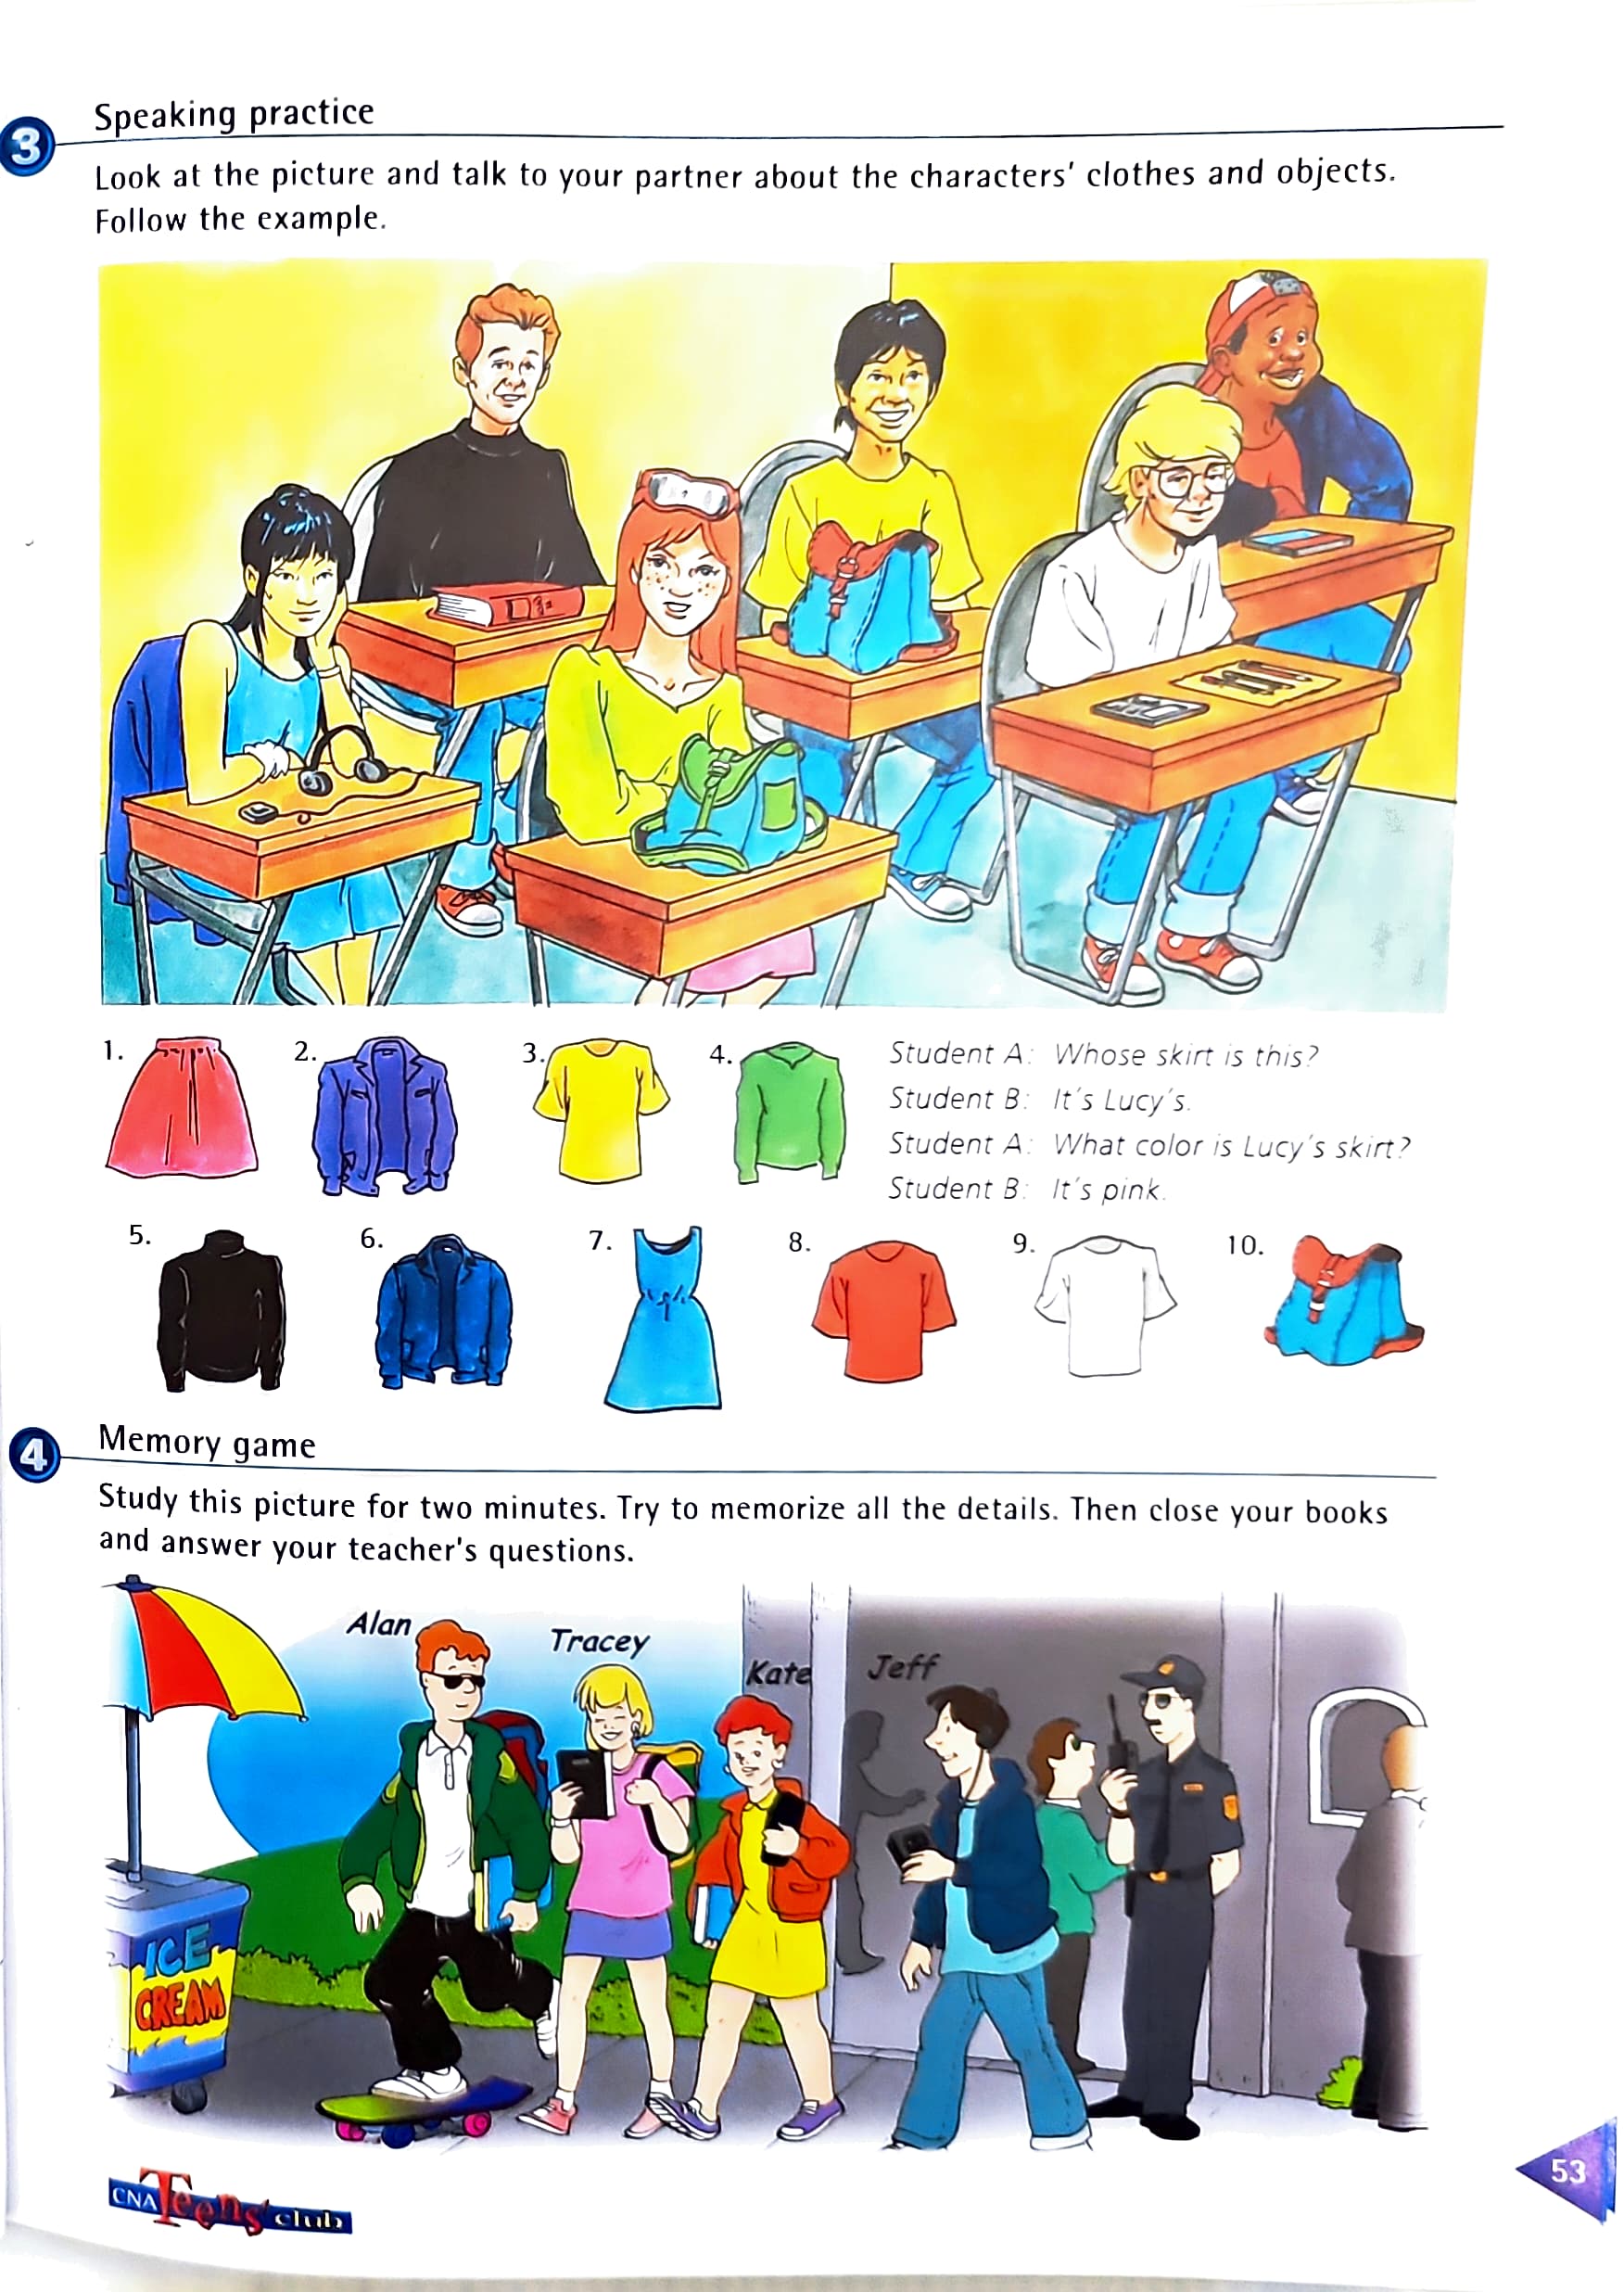 3 Speaking practice
Look at the picture and talk to your partner about the characters' clothes and objects.
Follow the example.
1.
2.
3.
4.
Student A: Whose skirt is this?
Student B: It's Lucy's.
Student A: What color is Lucy's skirt?
Student B: It's pink.
5.
6.
7.
8.
9.
10.
4 Memory game
Study this picture for two minutes. Try to memorize all the details. Then close your books
and answer your teacher's questions.
Alan
Tracey
Kate
Jeff
ICE
CREAM
CNA Teens' club
53